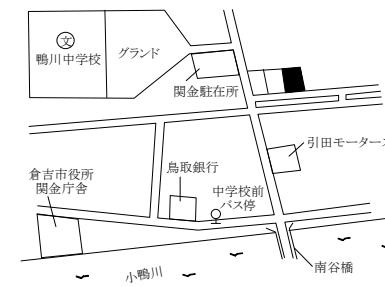 文
鴨川中学校
グランド
関金駐在所
引田モータース
鳥取銀行
倉吉市役所
関金庁舎
中学校前
バス停
南谷橋
小鴨川